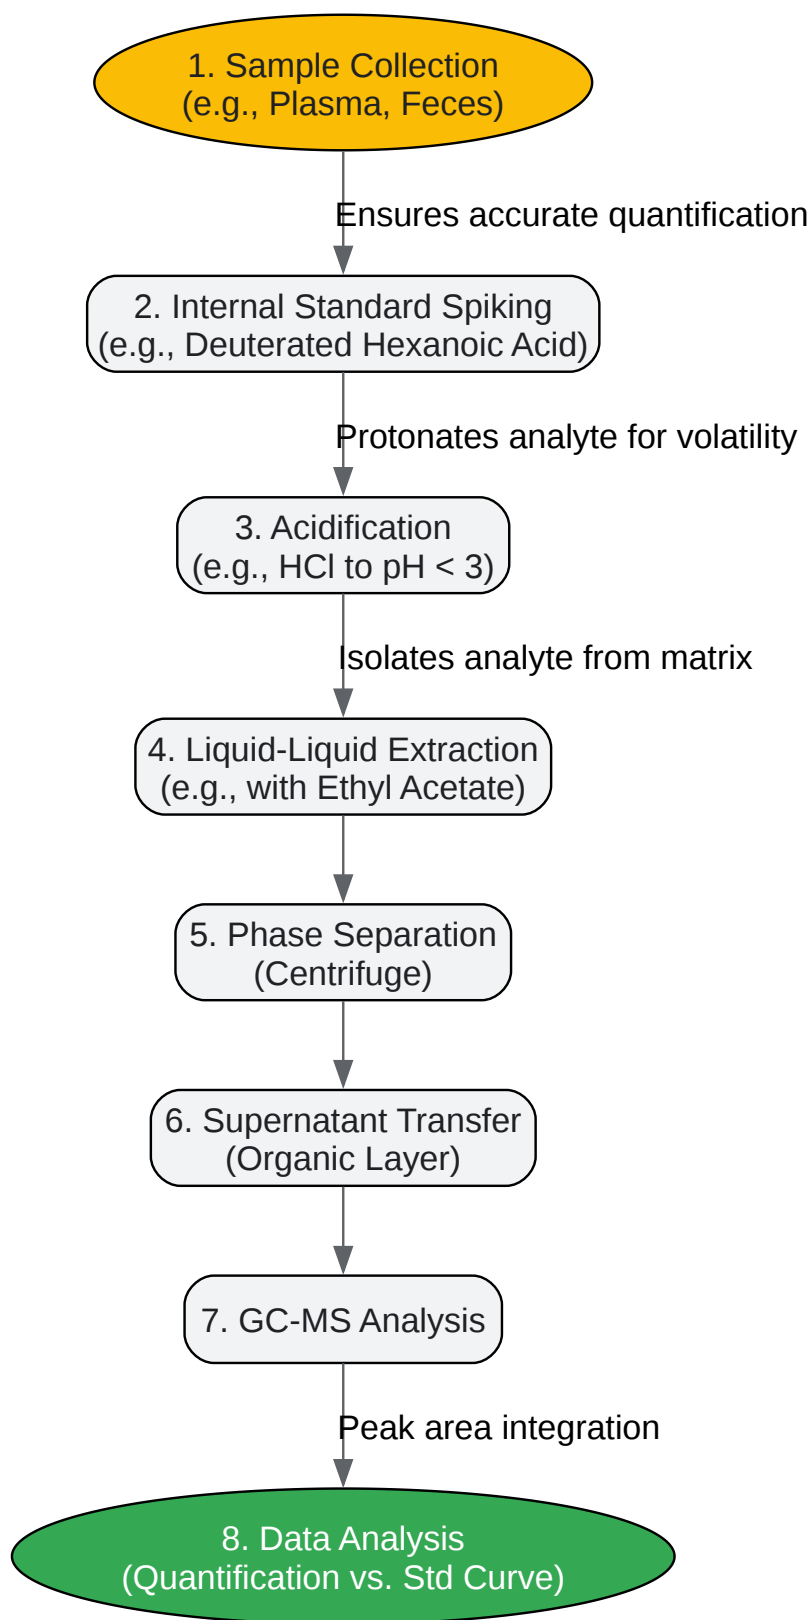 1. Sample Collection
(e.g., Plasma, Feces)
Ensures accurate quantification
2. Internal Standard Spiking
(e.g., Deuterated Hexanoic Acid)
Protonates analyte for volatility
3. Acidification
(e.g., HCl to pH < 3)
Isolates analyte from matrix
4. Liquid-Liquid Extraction
(e.g., with Ethyl Acetate)
5. Phase Separation
(Centrifuge)
6. Supernatant Transfer
(Organic Layer)
7. GC-MS Analysis
Peak area integration
8. Data Analysis
(Quantification vs. Std Curve)